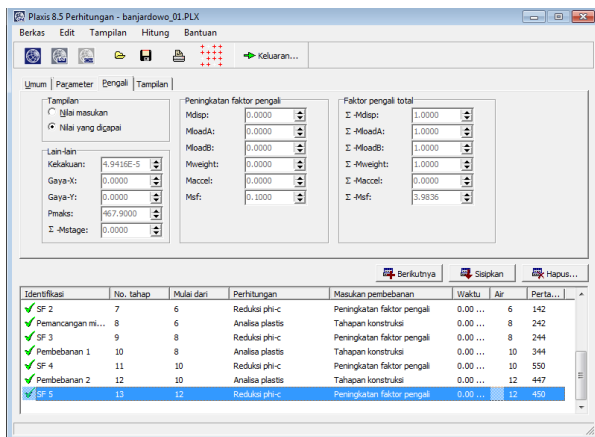 Plaxis 8.5 Perhitungan - banjardowo_01.PLX
Berkas Edit Tampilan Hitung Bantuan
Keluaran...
Umum Parameter Pengali Tampilan
Tampilan
Nilai masukan
Nilai yang dicapai
Lain-lain
Kekakuan: 4.9416E-5
Gaya-X: 0.0000
Gaya-Y: 0.0000
Pmaks: 467.9000
Σ -Mstage: 0.0000
Peningkatan faktor pengali
Mdisp: 0.0000
MloadA: 0.0000
MloadB: 0.0000
Mweight: 0.0000
Maccel: 0.0000
Msf: 0.1000
Faktor pengali total
Σ -Mdisp: 1.0000
Σ -MloadA: 1.0000
Σ -MloadB: 1.0000
Σ -Mweight: 1.0000
Σ -Maccel: 0.0000
Σ -Msf: 3.9836
Berikutnya Sisipkan Hapus...
Identifikasi No. tahap Mulai dari Perhitungan Masukan pembebanan Waktu Air Perta...
SF 2 7 6 Reduksi phi-c Peningkatan faktor pengali 0.00 ... 6 142
Pemancangan mi... 8 6 Analisa plastis Tahapan konstruksi 0.00 ... 8 242
SF 3 9 8 Reduksi phi-c Peningkatan faktor pengali 0.00 ... 8 244
Pembebanan 1 10 8 Analisa plastis Tahapan konstruksi 0.00 ... 10 344
SF 4 11 10 Reduksi phi-c Peningkatan faktor pengali 0.00 ... 10 550
Pembebanan 2 12 10 Analisa plastis Tahapan konstruksi 0.00 ... 12 447
SF 5 13 12 Reduksi phi-c Peningkatan faktor pengali 0.00 ... 12 450